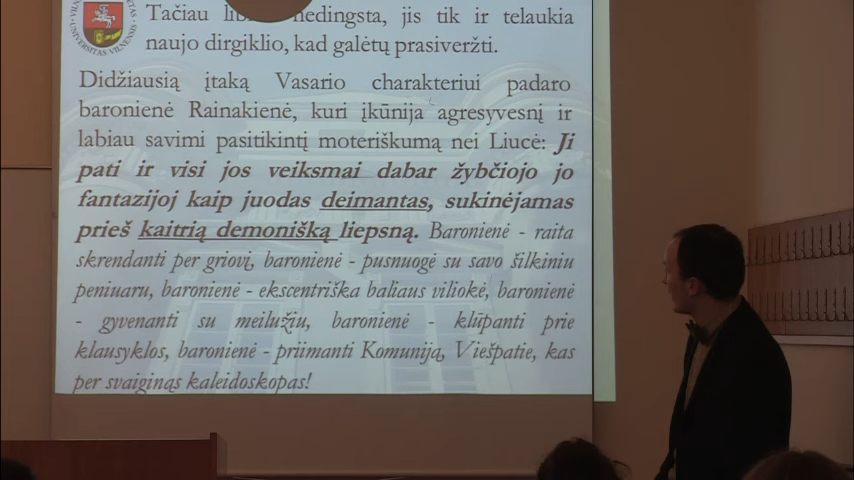 UNIVERSITAS VILNENSIS
Tačiau nedingsta, jis tik ir telaukia
naujo dirgiklio, kad galėtų prasiveržti.
Didžiausią įtaką Vasario charakteriui padaro
baronienė Rainakienė, kuri įkūnija agresyvesnį ir
labiau savimi pasitikintį moteriškumą nei Liucė: Ji
pati ir visi jos veiksmai dabar žybčiojo jo
fantazijoj kaip juodas deimantas, sukinėjamas
prieš kaitrią demonišką liepsną. Baronienė - raita
skrendanti per griovį, baronienė - pusnuogė su savo šilkiniu
peniuaru, baronienė - ekscentriška baliaus viliokė, baronienė
- gyvenanti su meilužiu, baronienė - klūpanti prie
klausyklos, baronienė - priimanti Komuniją, Viešpatie, kas
per svaiginąs kaleidoskopas!